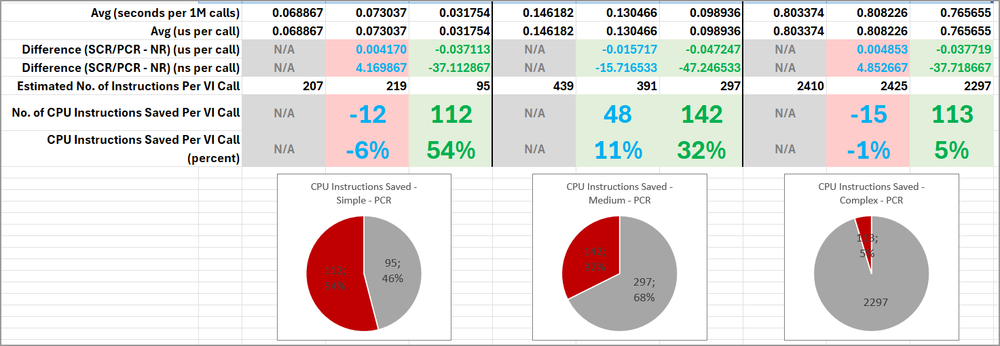 Avg (seconds per 1M calls) 0.068867 0.073037 0.031754 0.146182 0.130466 0.098936 0.803374 0.808226 0.765655
Avg (us per call) 0.068867 0.073037 0.031754 0.146182 0.130466 0.098936 0.803374 0.808226 0.765655
Difference (SCR/PCR - NR) (us per call) N/A 0.004170 -0.037113 N/A -0.015717 -0.047247 N/A 0.004853 -0.037719
Difference (SCR/PCR - NR) (ns per call) N/A 4.169867 -37.112867 N/A -15.716533 -47.246533 N/A 4.852667 -37.718667
Estimated No. of Instructions Per VI Call 207 219 95 439 391 297 2410 2425 2297
No. of CPU Instructions Saved Per VI Call N/A -12 112 N/A 48 142 N/A -15 113
CPU Instructions Saved Per VI Call
(percent) N/A -6% 54% N/A 11% 32% N/A -1% 5%
CPU Instructions Saved -
Simple - PCR
95;
46%
112;
54%
CPU Instructions Saved -
Medium - PCR
142;
32%
297;
68%
CPU Instructions Saved -
Complex - PCR
113;
5%
2297